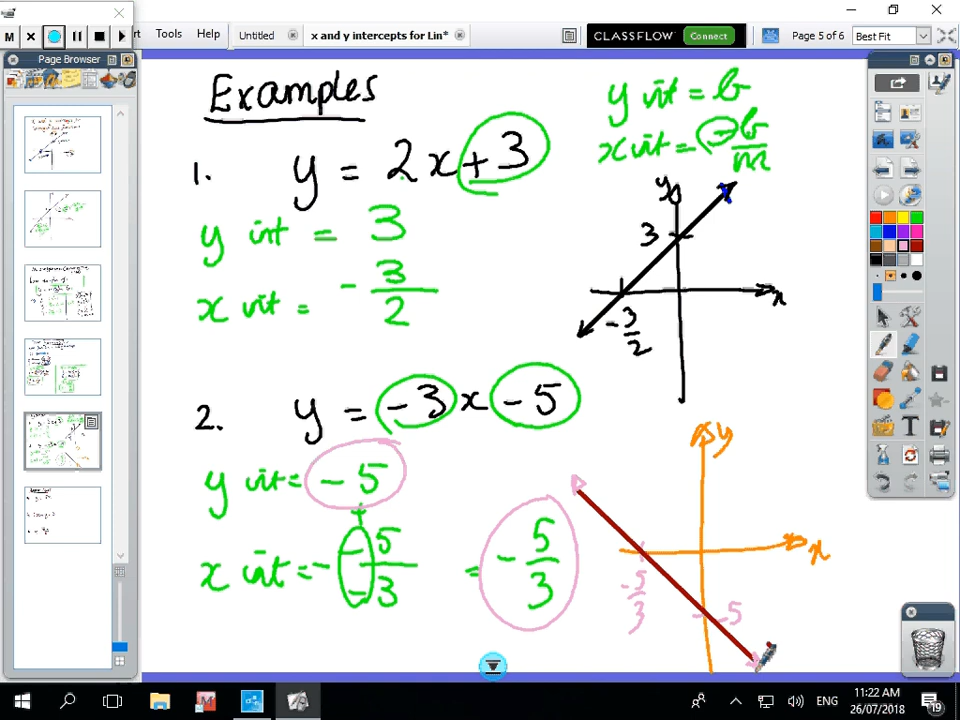 M
rt Tools Help Untitled x and y intercepts for Lin* CLASSFLOW Connect Page 5 of 6 Best Fit
Page Browser
Examples
y int = b
x int = - b/m
1. y = 2x + 3
y int = 3
x int = - 3/2
y
3
x
- 3/2
2. y = -3x - 5
y int = - 5
x int = - -5/-3 = - 5/3
y
x
- 5/3
-5
T
ENG
11:22 AM
26/07/2018
19